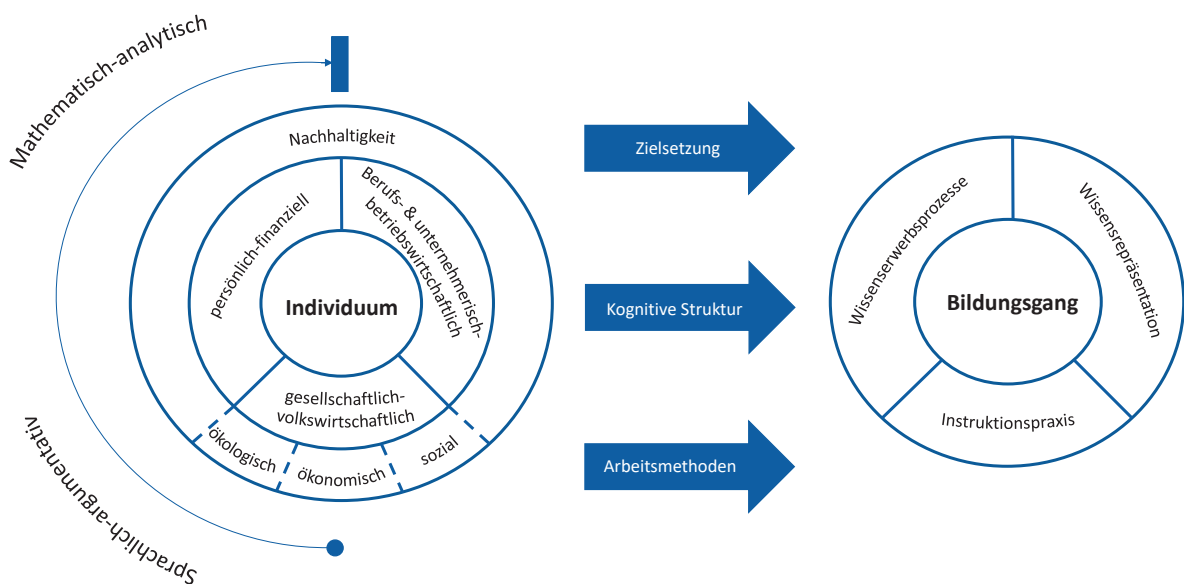 Mathematisch-analytisch
Sprachlich-argumentativ
Nachhaltigkeit
persönlich-finanziell
Berufs- & unternehmerisch-
betriebswirtschaftlich
Individuum
gesellschaftlich-
volkswirtschaftlich
ökologisch
ökonomisch
sozial
Zielsetzung
Kognitive Struktur
Arbeitsmethoden
Wissenserwerbsprozesse
Wissensrepräsentation
Bildungsgang
Instruktionspraxis